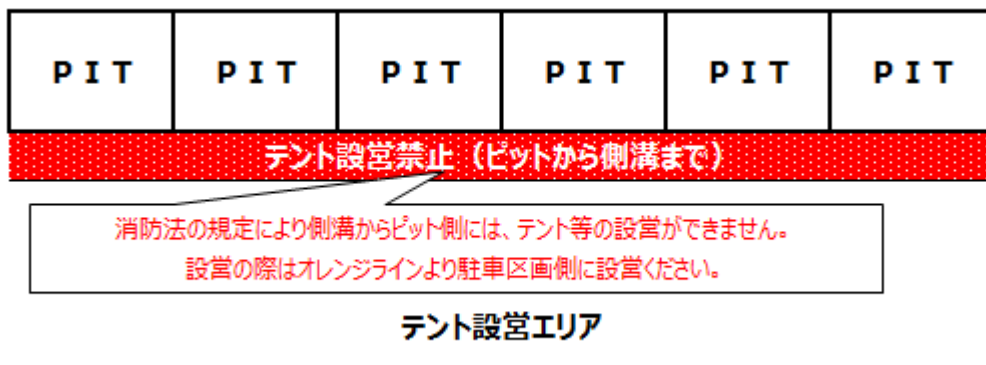 PIT PIT PIT PIT PIT PIT
テント設営禁止（ピットから側溝まで）
消防法の規定により側溝からピット側には、テント等の設営ができません。
設営の際はオレンジラインより駐車区画側に設営ください。
テント設営エリア